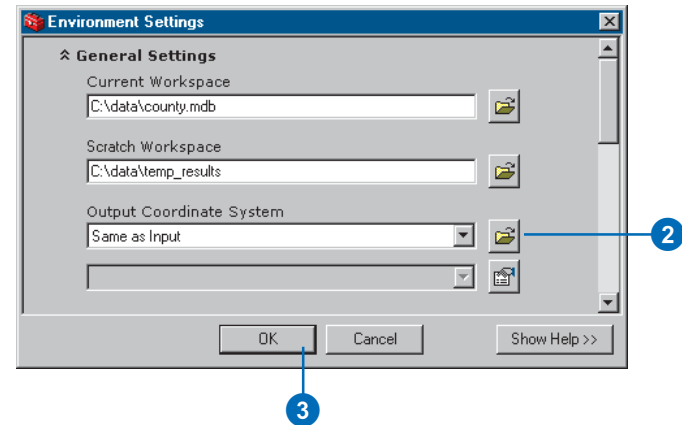 Environment Settings
General Settings
Current Workspace
C:\data\county.mdb
Scratch Workspace
C:\data\temp_results
Output Coordinate System
Same as Input
2
OK
Cancel
Show Help >>
3